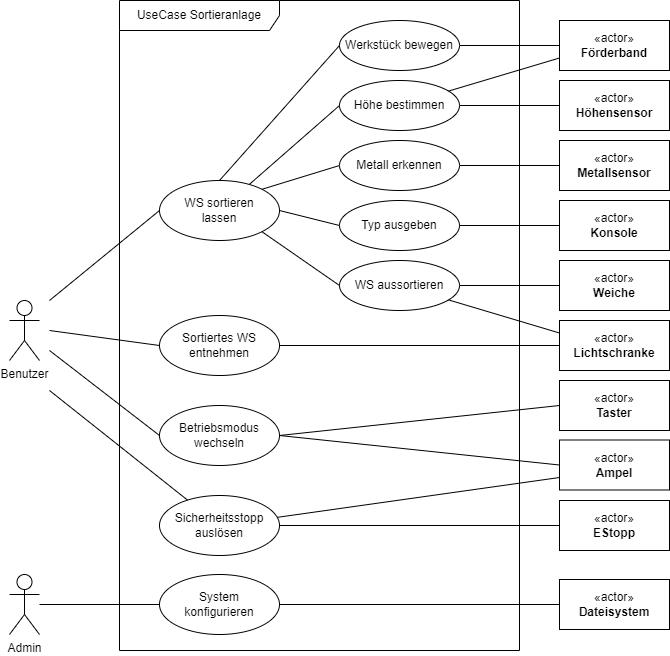 UseCase Sortieranlage
Werkstück bewegen
«actor»
Förderband
Höhe bestimmen
«actor»
Höhensensor
Metall erkennen
«actor»
Metallsensor
WS sortieren
lassen
Typ ausgeben
«actor»
Konsole
WS aussortieren
«actor»
Weiche
Benutzer
Sortiertes WS
entnehmen
«actor»
Lichtschranke
Betriebsmodus
wechseln
«actor»
Taster
«actor»
Ampel
Sicherheitsstopp
auslösen
«actor»
EStopp
Admin
System
konfigurieren
«actor»
Dateisystem